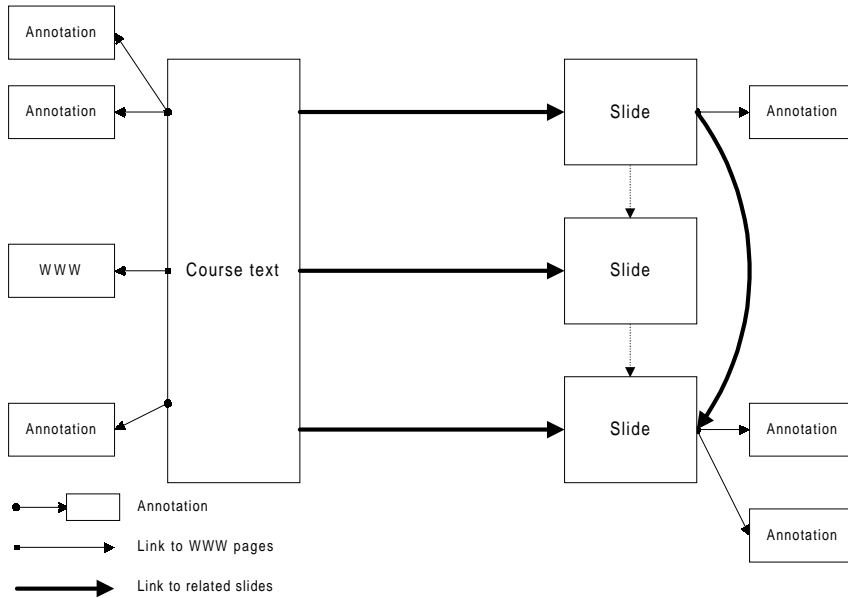 Annotation
Annotation
Slide
Annotation
WWW
Course text
Slide
Annotation
Slide
Annotation
Annotation
Annotation
Link to WWW pages
Link to related slides